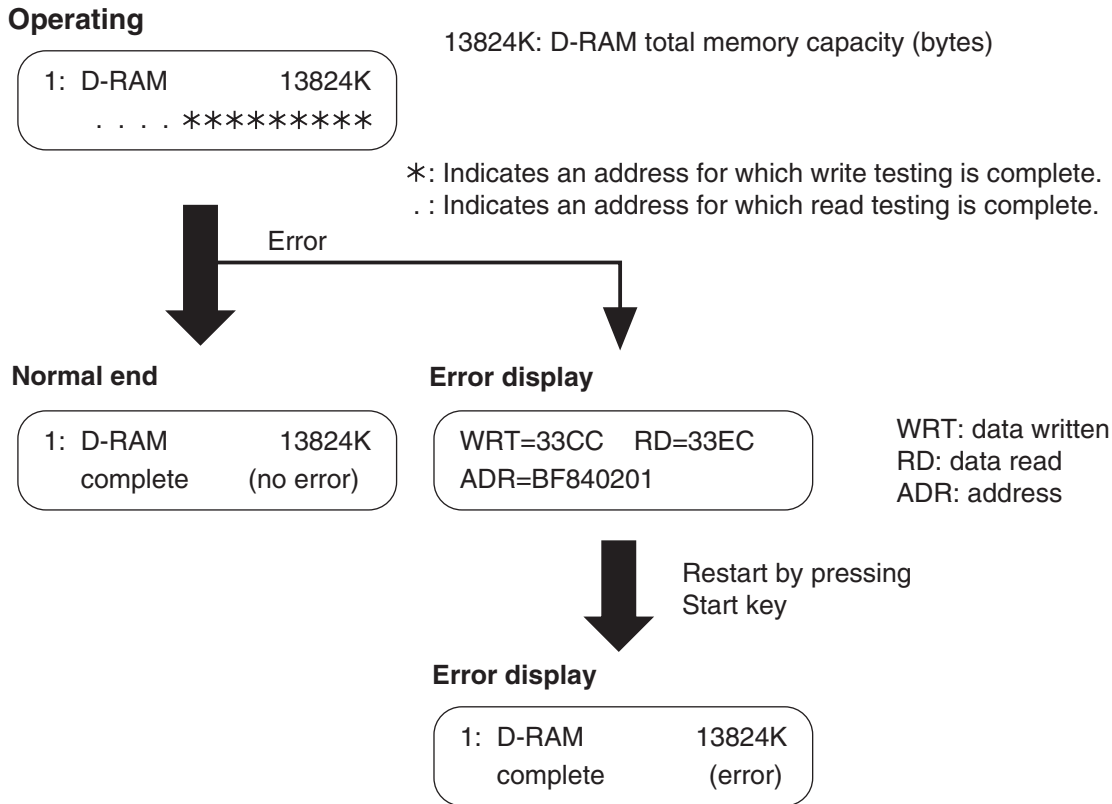 Operating
13824K: D-RAM total memory capacity (bytes)
1: D-RAM 13824K
. . . . *********
*: Indicates an address for which write testing is complete.
. : Indicates an address for which read testing is complete.
Error
Normal end
Error display
1: D-RAM 13824K
complete (no error)
WRT=33CC RD=33EC
ADR=BF840201
WRT: data written
RD: data read
ADR: address
Restart by pressing
Start key
Error display
1: D-RAM 13824K
complete (error)